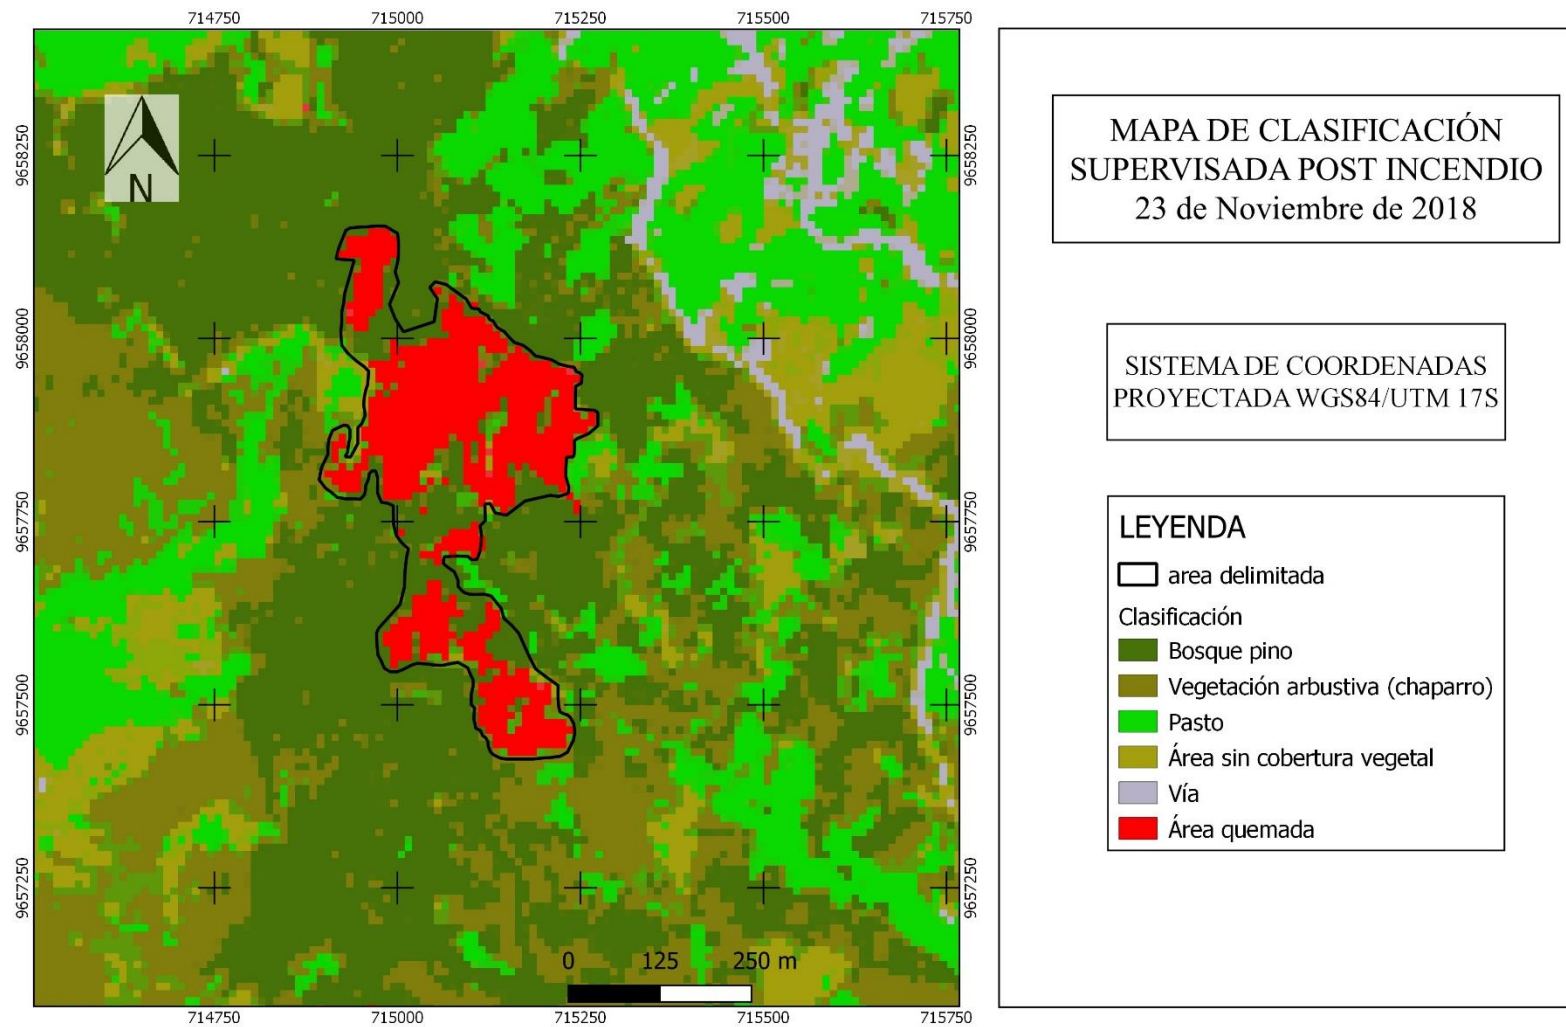 714750 715000 715250 715500 715750
9658250 9658250
9658000 9658000
9657750 9657750
9657500 9657500
9657250 9657250
N
0 125 250 m
714750 715000 715250 715500 715750
MAPA DE CLASIFICACIÓN
SUPERVISADA POST INCENDIO
23 de Noviembre de 2018
SISTEMA DE COORDENADAS
PROYECTADA WGS84/UTM 17S
LEYENDA
area delimitada
Clasificación
Bosque pino
Vegetación arbustiva (chaparro)
Pasto
Área sin cobertura vegetal
Vía
Área quemada